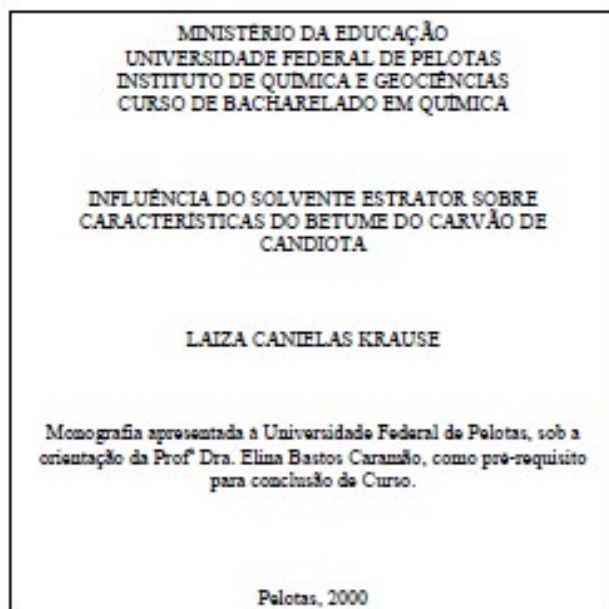 MINISTÉRIO DA EDUCAÇÃO
UNIVERSIDADE FEDERAL DE PELOTAS
INSTITUTO DE QUÍMICA E GEOCIÊNCIAS
CURSO DE BACHARELADO EM QUÍMICA
INFLUÊNCIA DO SOLVENTE ESTRATOR SOBRE
CARACTERÍSTICAS DO BETUME DO CARVÃO DE
CANDIOTA
LAIZA CANIELAS KRAUSE
Monografia apresentada à Universidade Federal de Pelotas, sob a
orientação da Profª Dra. Elina Bastos Caramão, como pré-requisito
para conclusão de Curso.
Pelotas, 2000